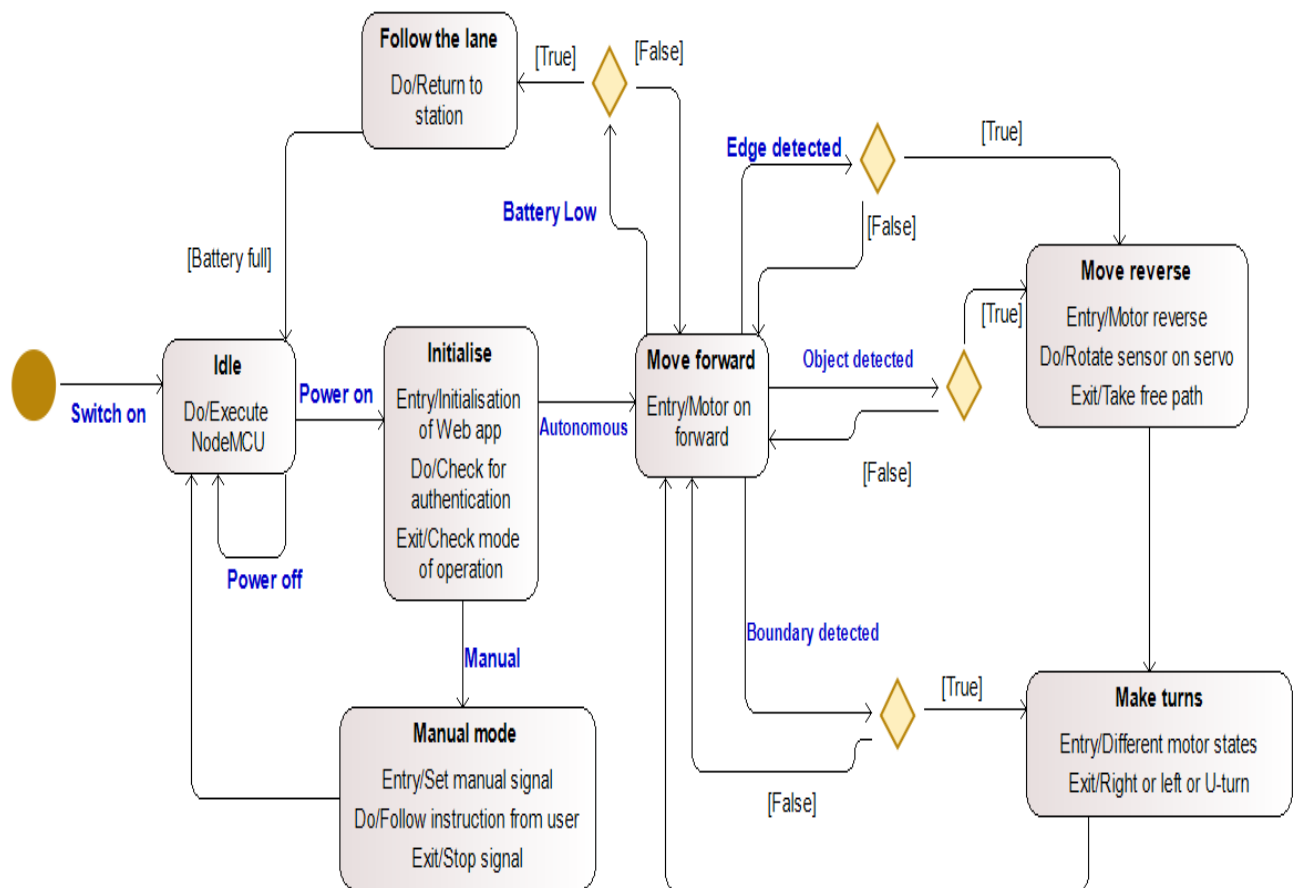 Follow the lane
Do/Return to
station
[True]
[False]
Edge detected
[True]
Battery Low
[False]
[Battery full]
Move reverse
Entry/Motor reverse
Do/Rotate sensor on servo
Exit/Take free path
[True]
Switch on
Idle
Do/Execute
NodeMCU
Power on
Power off
Initialise
Entry/Initialisation
of Web app
Do/Check for
authentication
Exit/Check mode
of operation
Autonomous
Move forward
Entry/Motor on
forward
Object detected
[False]
Manual
Boundary detected
[True]
[False]
Manual mode
Entry/Set manual signal
Do/Follow instruction from user
Exit/Stop signal
Make turns
Entry/Different motor states
Exit/Right or left or U-turn